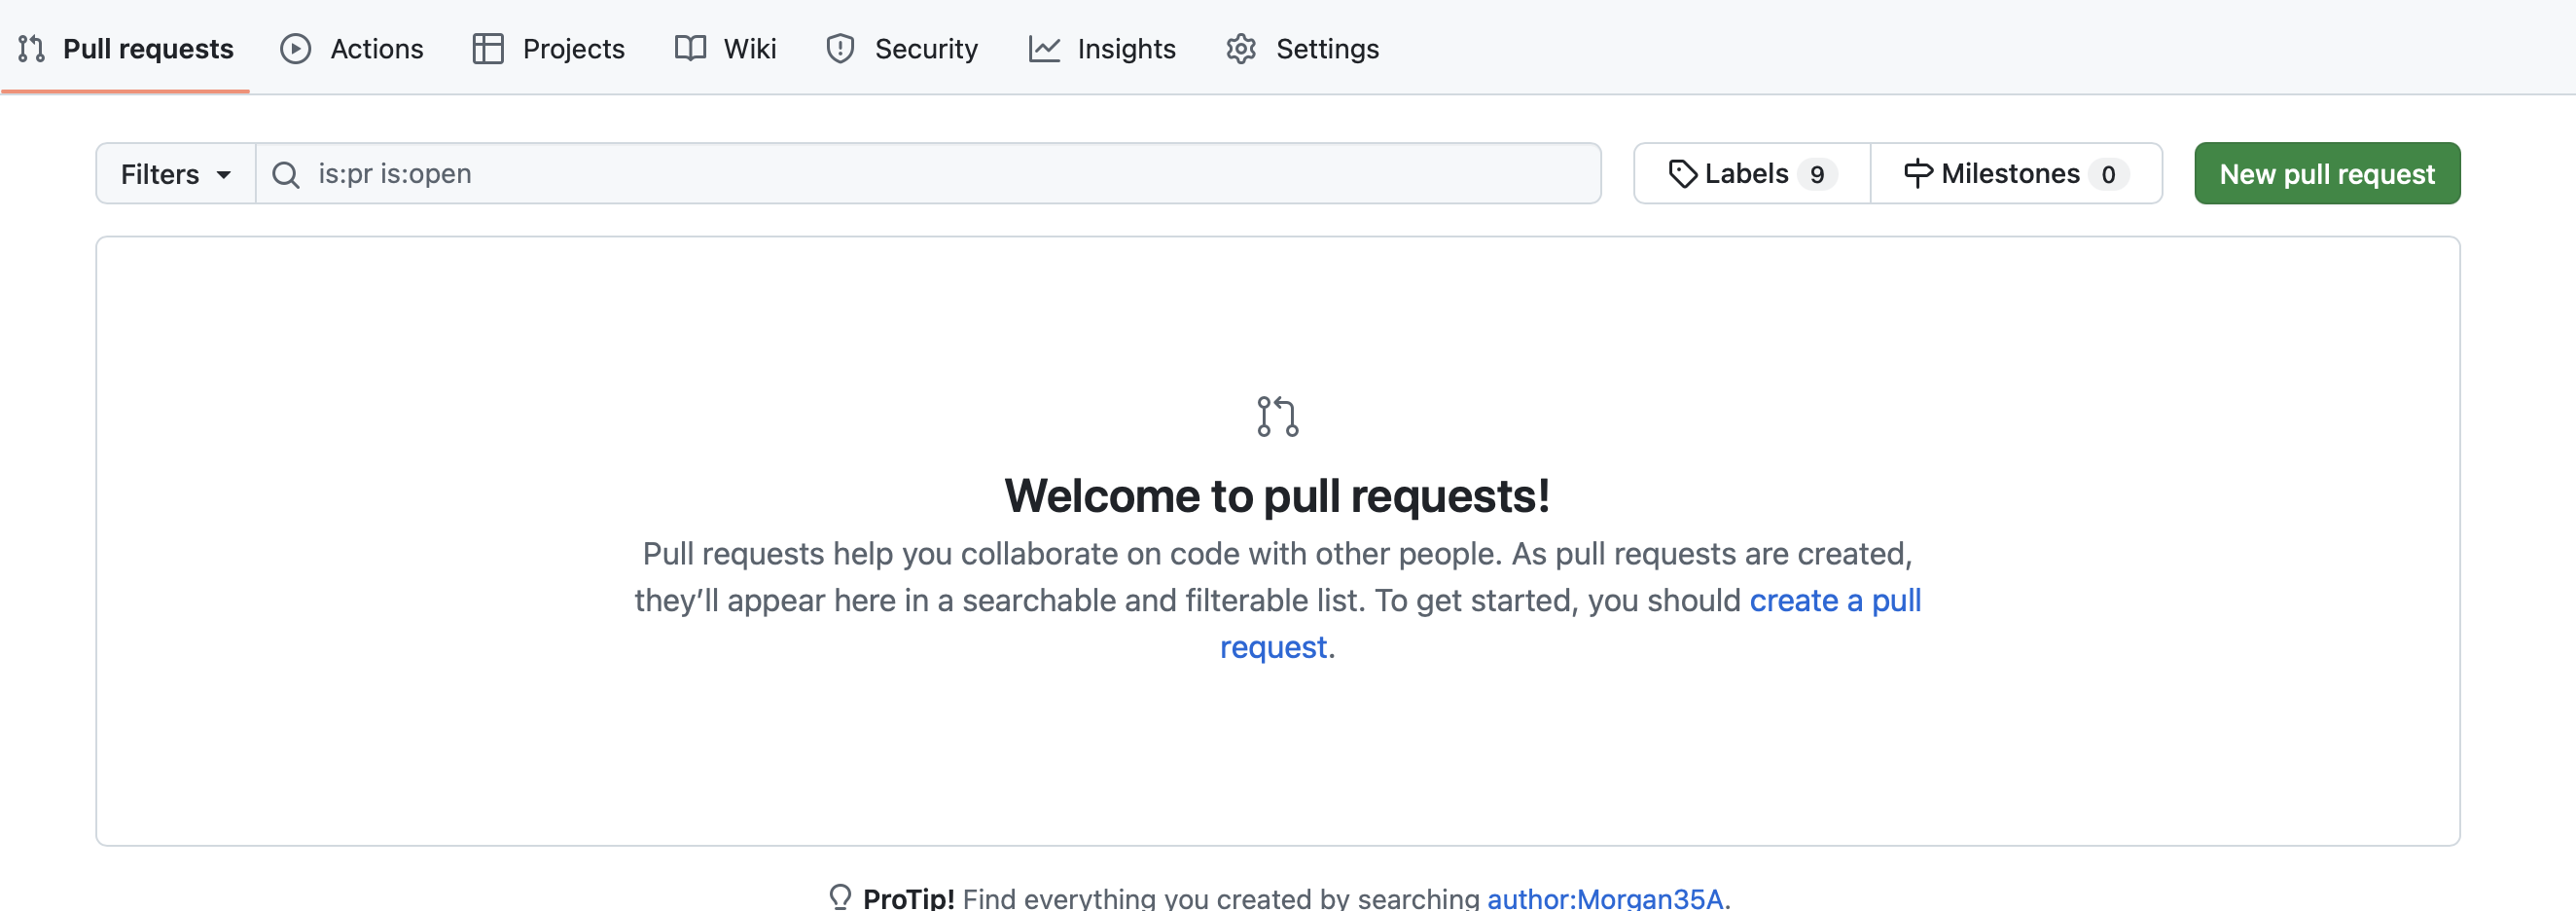 Pull requests Actions Projects Wiki Security Insights Settings
Filters is:pr is:open Labels 9 Milestones 0 New pull request
Welcome to pull requests!
Pull requests help you collaborate on code with other people. As pull requests are created,
they’ll appear here in a searchable and filterable list. To get started, you should create a pull
request.
ProTip! Find everything you created by searching author:Morgan35A.